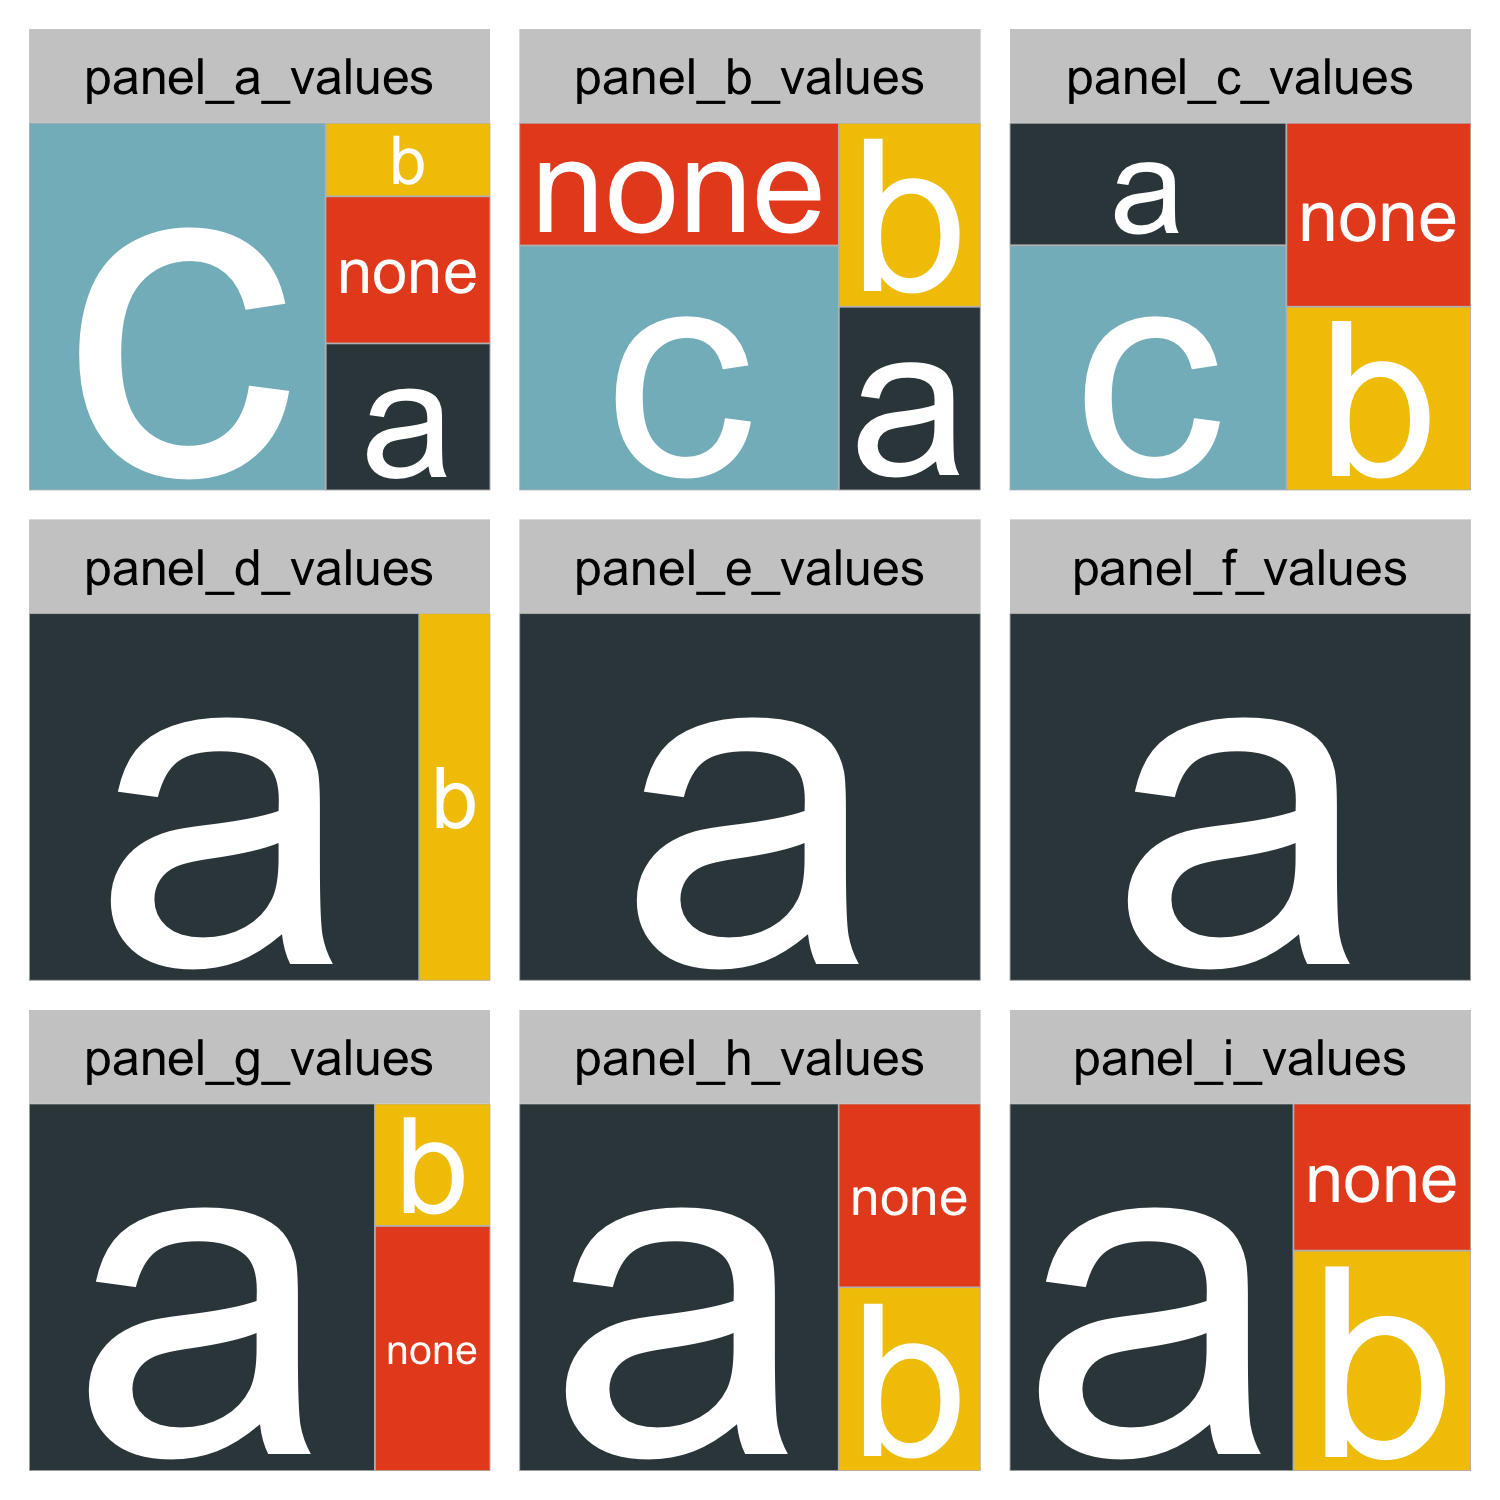 panel_a_values
c
b
none
a
panel_b_values
none
b
c
a
panel_c_values
a
none
c
b
panel_d_values
a
b
panel_e_values
a
panel_f_values
a
panel_g_values
a
b
none
panel_h_values
a
none
b
panel_i_values
a
none
b